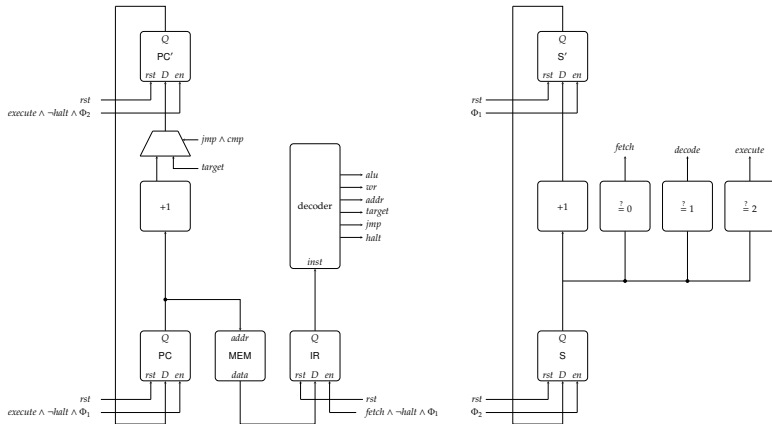 Q
PC′
rst D en
rst
execute ∧ ¬halt ∧ Φ₂
jmp ∧ cmp
target
+1
Q
PC
rst D en
rst
execute ∧ ¬halt ∧ Φ₁
addr
MEM
data
decoder
inst
alu
wr
addr
target
jmp
halt
Q
IR
rst D en
rst
fetch ∧ ¬halt ∧ Φ₁
Q
S′
rst D en
rst
Φ₁
+1
fetch
decode
execute
≟ 0
≟ 1
≟ 2
Q
S
rst D en
rst
Φ₂